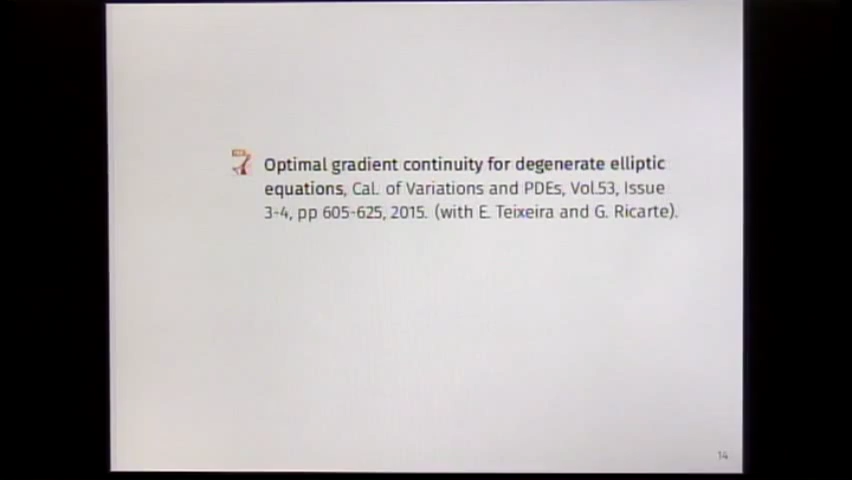 Optimal gradient continuity for degenerate elliptic
equations, Cal. of Variations and PDEs, Vol.53, Issue
3-4, pp 605-625, 2015. (with E. Teixeira and G. Ricarte).
14